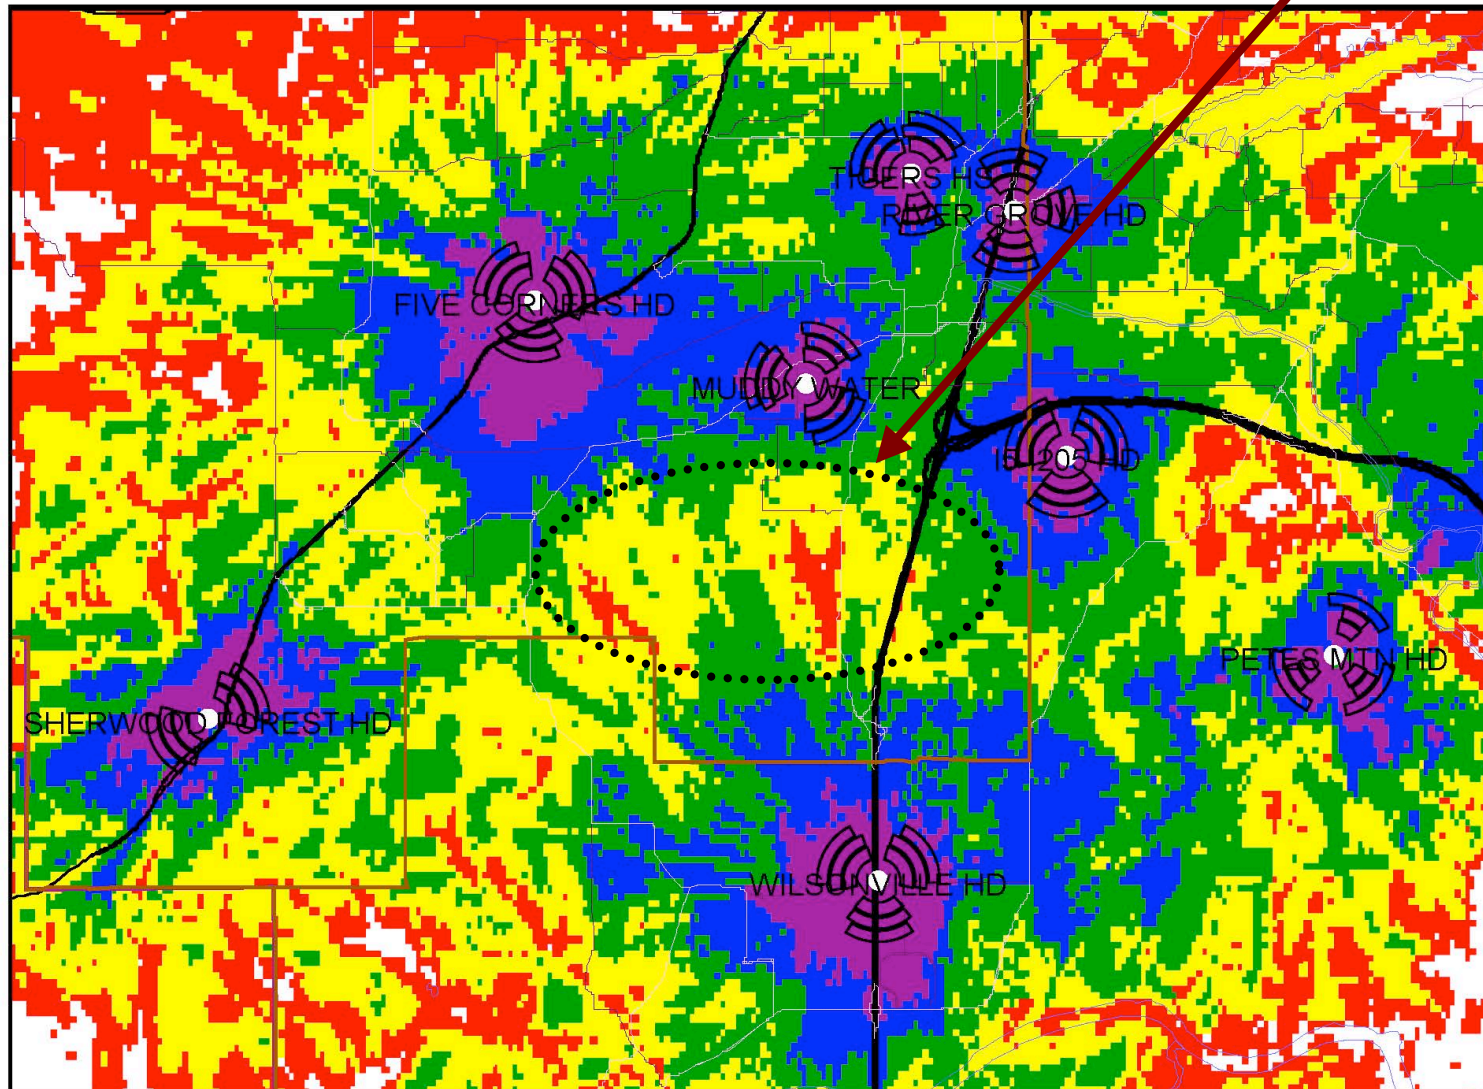 TIGERS HS
RIVER GROVE HD
FIVE CORNERS HD
MUDDY WATER
I5-205 HD
PETES MTN HD
SHERWOOD FOREST HD
WILSONVILLE HD